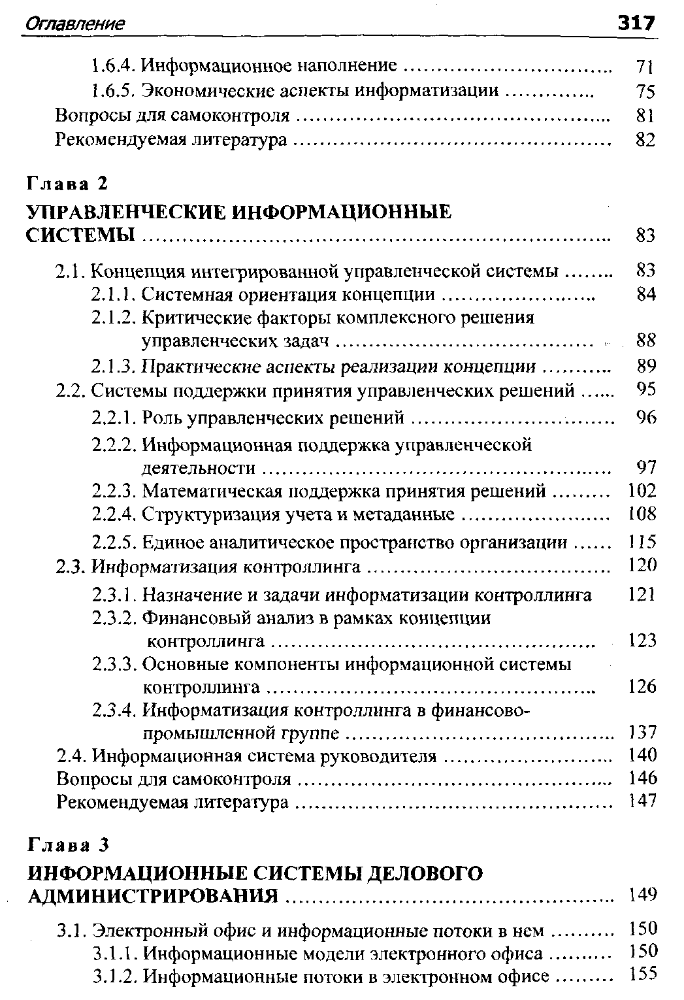 Оглавление 317
1.6.4. Информационное наполнение ................................ 71
1.6.5. Экономические аспекты информатизации .............. 75
Вопросы для самоконтроля ................................................ 81
Рекомендуемая литература ................................................. 82
Глава 2
УПРАВЛЕНЧЕСКИЕ ИНФОРМАЦИОННЫЕ
СИСТЕМЫ ........................................................................ 83
2.1. Концепция интегрированной управленческой системы ........ 83
2.1.1. Системная ориентация концепции ........................ 84
2.1.2. Критические факторы комплексного решения
управленческих задач ........................................ 88
2.1.3. Практические аспекты реализации концепции ........... 89
2.2. Системы поддержки принятия управленческих решений ...... 95
2.2.1. Роль управленческих решений ............................... 96
2.2.2. Информационная поддержка управленческой
деятельности ...................................................... 97
2.2.3. Математическая поддержка принятия решений ......... 102
2.2.4. Структуризация учета и метаданные ....................... 108
2.2.5. Единое аналитическое пространство организации ...... 115
2.3. Информатизация контроллинга ...................................... 120
2.3.1. Назначение и задачи информатизации контроллинга 121
2.3.2. Финансовый анализ в рамках концепции
контроллинга .................................................. 123
2.3.3. Основные компоненты информационной системы
контроллинга ................................................... 126
2.3.4. Информатизация контроллинга в финансово-
промышленной группе ......................................... 137
2.4. Информационная система руководителя .......................... 140
Вопросы для самоконтроля ................................................ 146
Рекомендуемая литература ................................................. 147
Глава 3
ИНФОРМАЦИОННЫЕ СИСТЕМЫ ДЕЛОВОГО
АДМИНИСТРИРОВАНИЯ ................................................... 149
3.1. Электронный офис и информационные потоки в нем .......... 150
3.1.1. Информационные модели электронного офиса .......... 150
3.1.2. Информационные потоки в электронном офисе ......... 155